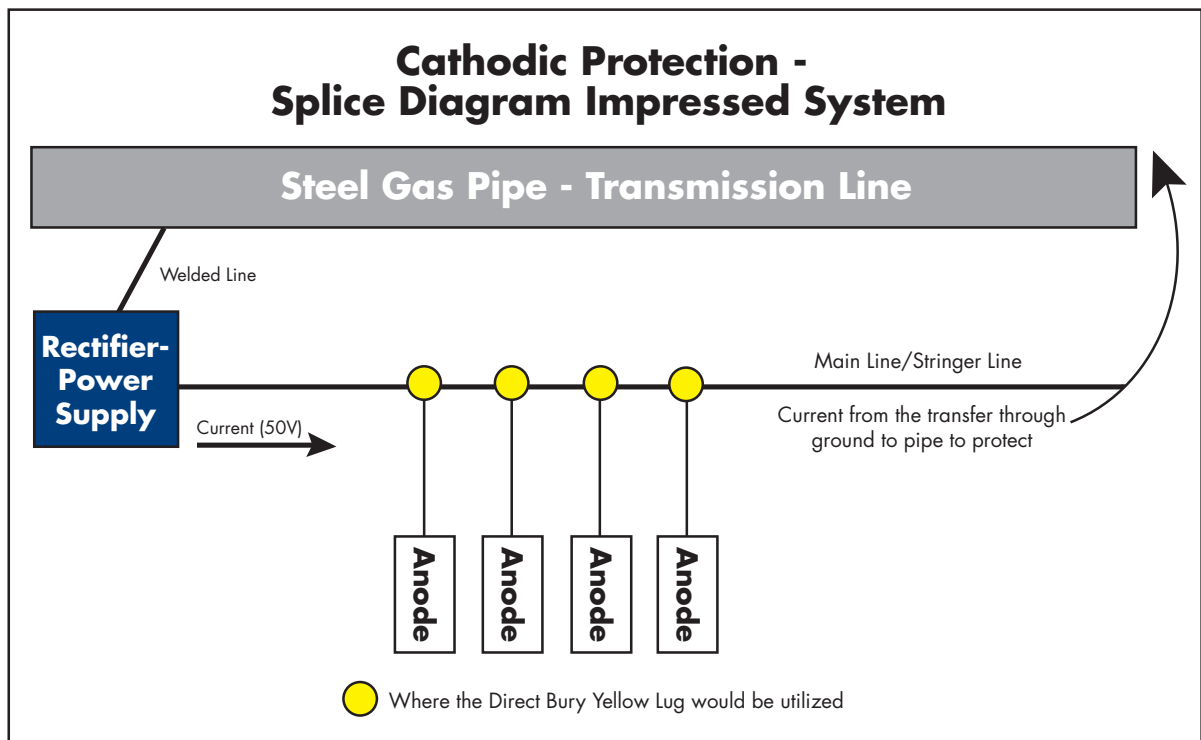 Cathodic Protection -
Splice Diagram Impressed System
Steel Gas Pipe - Transmission Line
Welded Line
Rectifier-
Power
Supply
Current (50V)
Main Line/Stringer Line
Current from the transfer through
ground to pipe to protect
Anode
Anode
Anode
Anode
Where the Direct Bury Yellow Lug would be utilized